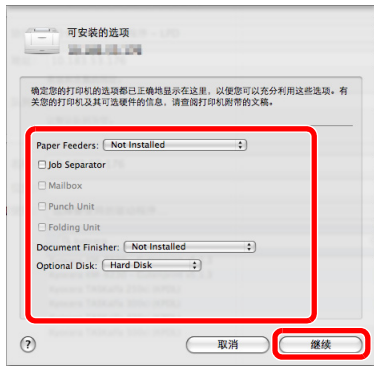 可安装的选项
确定您的打印机的选项都已正确地显示在这里，以便您可以充分利用这些选项。有
关您的打印机及其可选硬件的信息，请查阅打印机附带的文稿。
Paper Feeders: Not Installed
Job Separator
Mailbox
Punch Unit
Folding Unit
Document Finisher: Not Installed
Optional Disk: Hard Disk
? 取消 继续